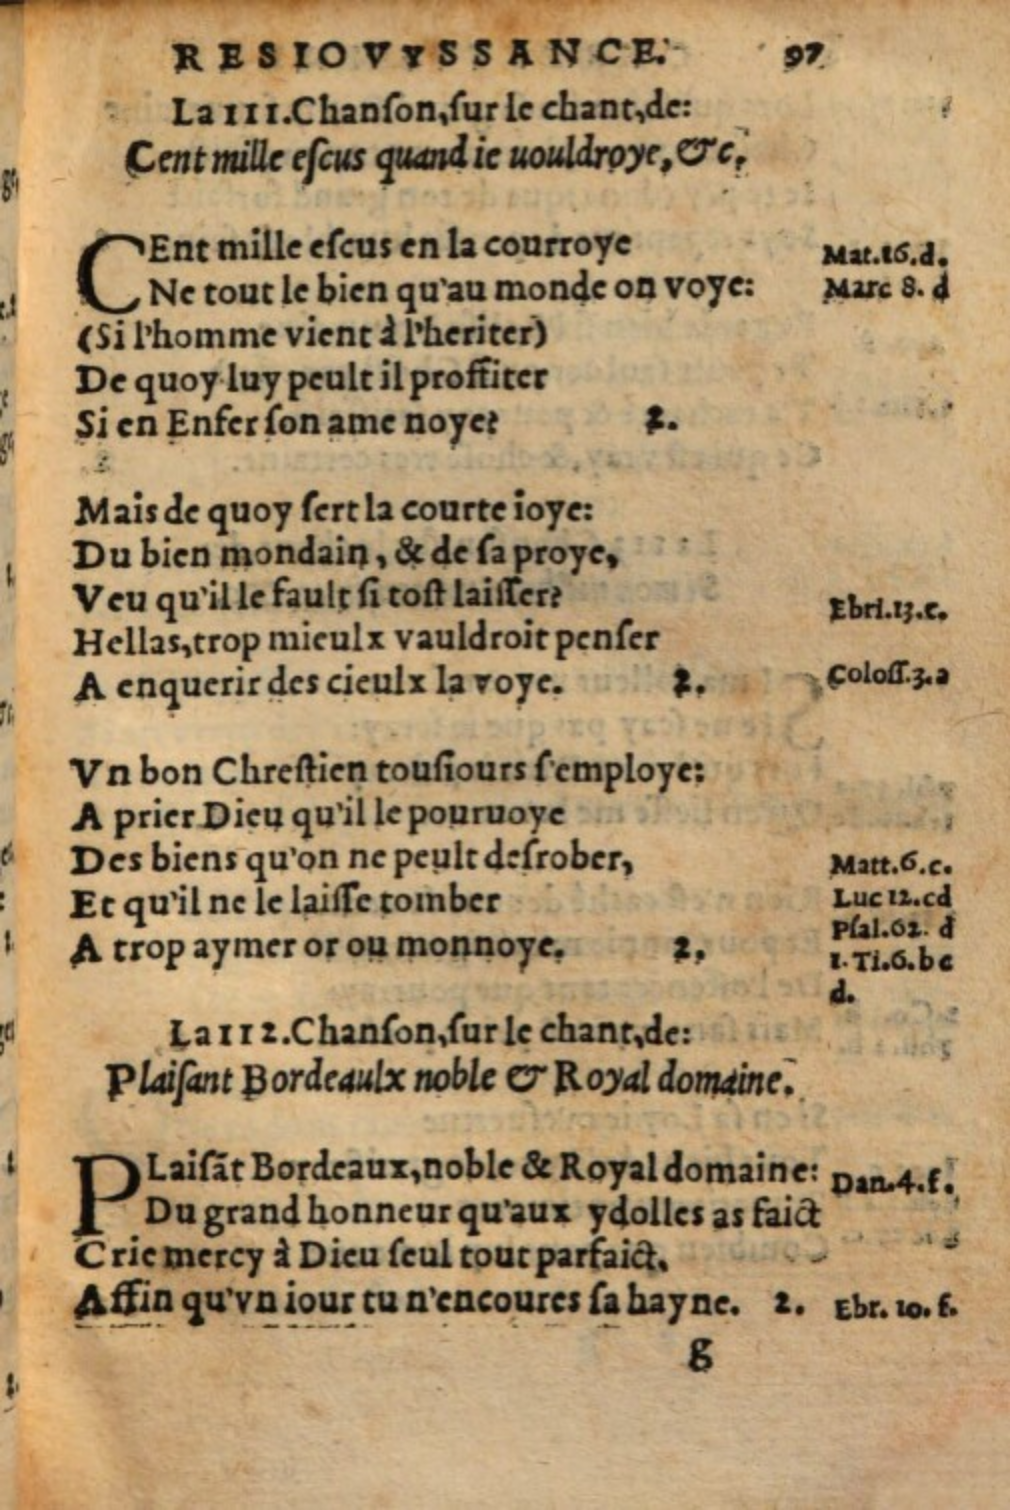 RESIOVYSSANCE. 97
La III. Chanſon, ſur le chant, de:
Cent mille eſcus quand ie uouldroye, &c.
CEnt mille eſcus en la courroye
Mat.16.d.
Ne tout le bien qu'au monde on voye:
Marc 8. d
(Si l'homme vient à l'heriter)
De quoy luy peult il proffiter
Si en Enfer ſon ame noye? 2.
Mais de quoy ſert la courte ioye:
Du bien mondain, & de ſa proye,
Veu qu'il le fault ſi toſt laiſſer?
Ebri.13.c.
Hellas, trop mieulx vauldroit penſer
A enquerir des cieulx la voye. 2.
Coloſſ.3.a
Vn bon Chreſtien touſiours ſ'employe:
A prier Dieu qu'il le pouruoye
Des biens qu'on ne peult deſrober,
Matt.6.c.
Et qu'il ne le laiſſe tomber
Luc 12.cd
A trop aymer or ou monnoye. 2.
Pſal.62. d
1.Ti.6.bc
d.
La 112. Chanſon, ſur le chant, de:
Plaiſant Bordeaulx noble & Royal domaine.
PLaiſãt Bordeaux, noble & Royal domaine:
Dan.4.f.
Du grand honneur qu'aux ydolles as faict
Crie mercy à Dieu ſeul tout parfaict.
Affin qu'vn iour tu n'encoures ſa hayne. 2.
Ebr. 10. f.
g